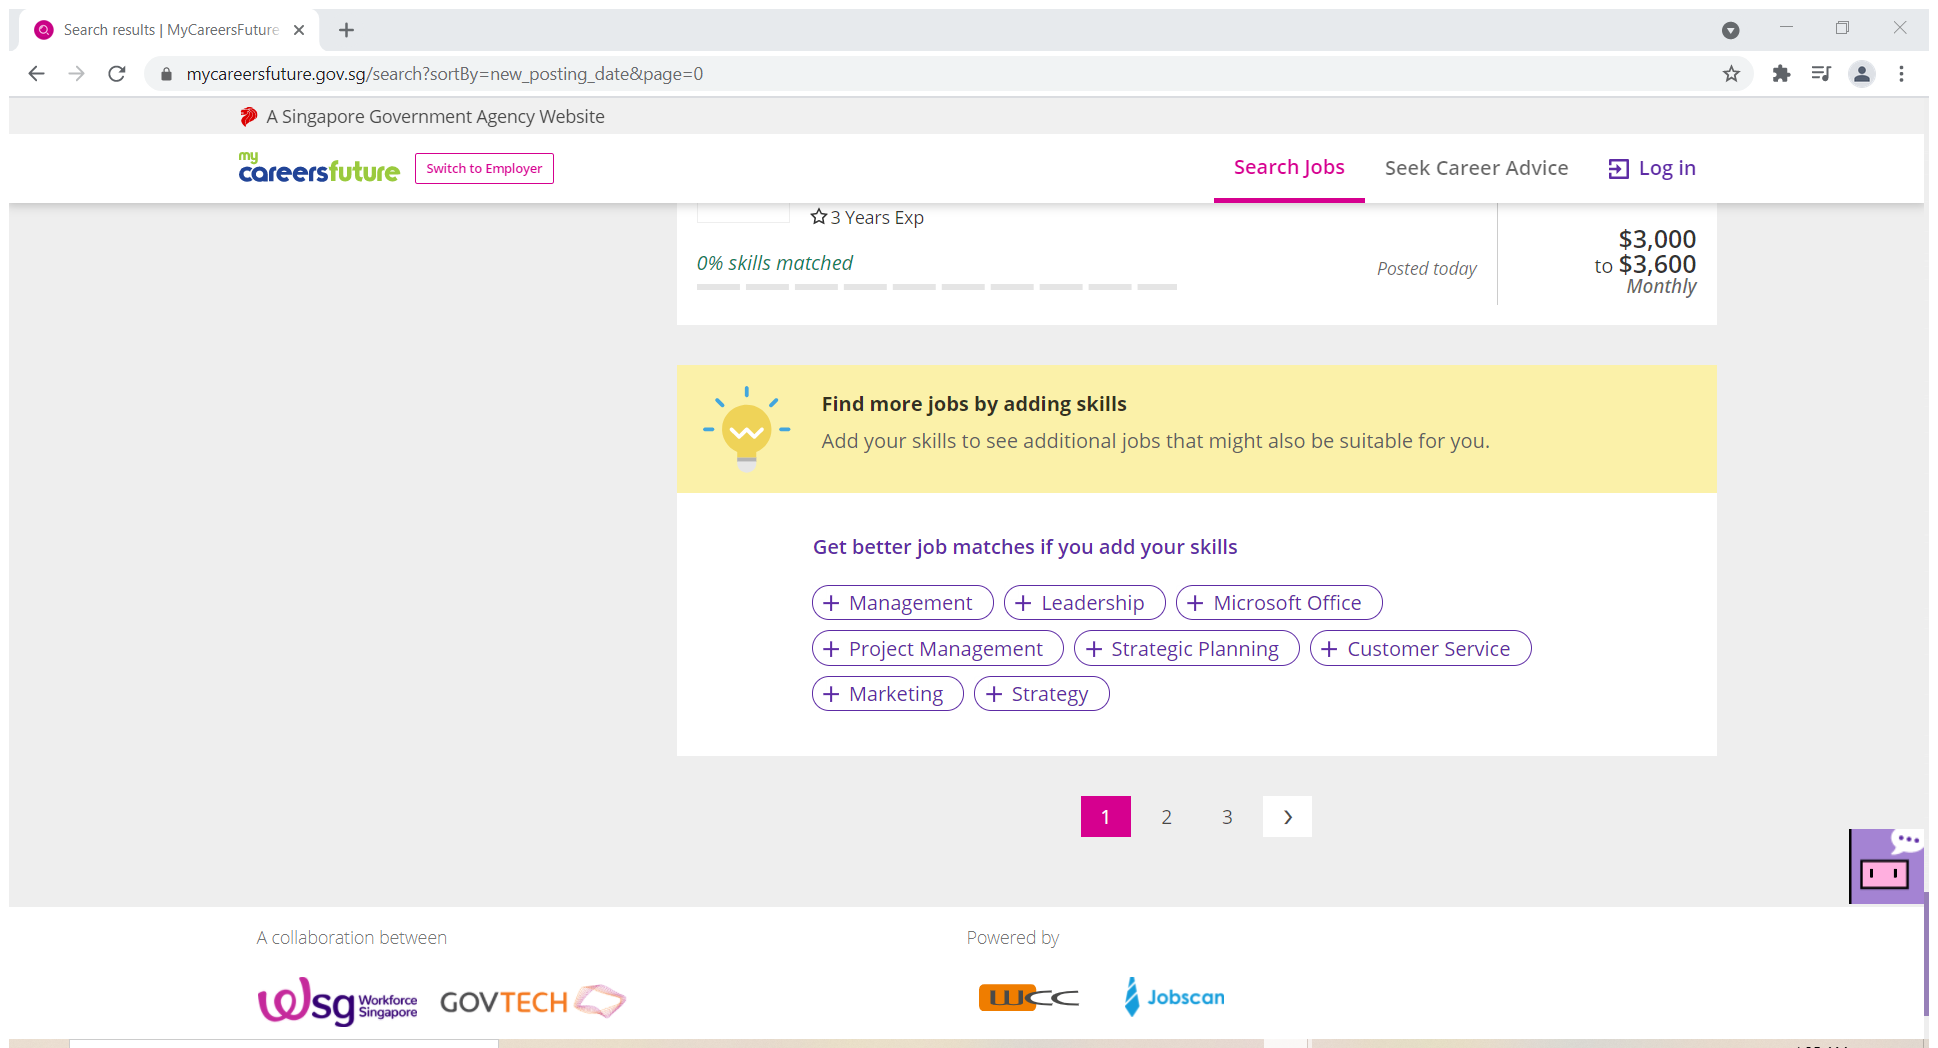 Search results | MyCareersFuture
mycareersfuture.gov.sg/search?sortBy=new_posting_date&page=0
A Singapore Government Agency Website
my
careersfuture
Switch to Employer
Search Jobs
Seek Career Advice
Log in
3 Years Exp
0% skills matched
Posted today
$3,000
to $3,600
Monthly
Find more jobs by adding skills
Add your skills to see additional jobs that might also be suitable for you.
Get better job matches if you add your skills
+ Management
+ Leadership
+ Microsoft Office
+ Project Management
+ Strategic Planning
+ Customer Service
+ Marketing
+ Strategy
1
2
3
A collaboration between
Powered by
wsg Workforce
Singapore
GOVTECH
WCC
Jobscan